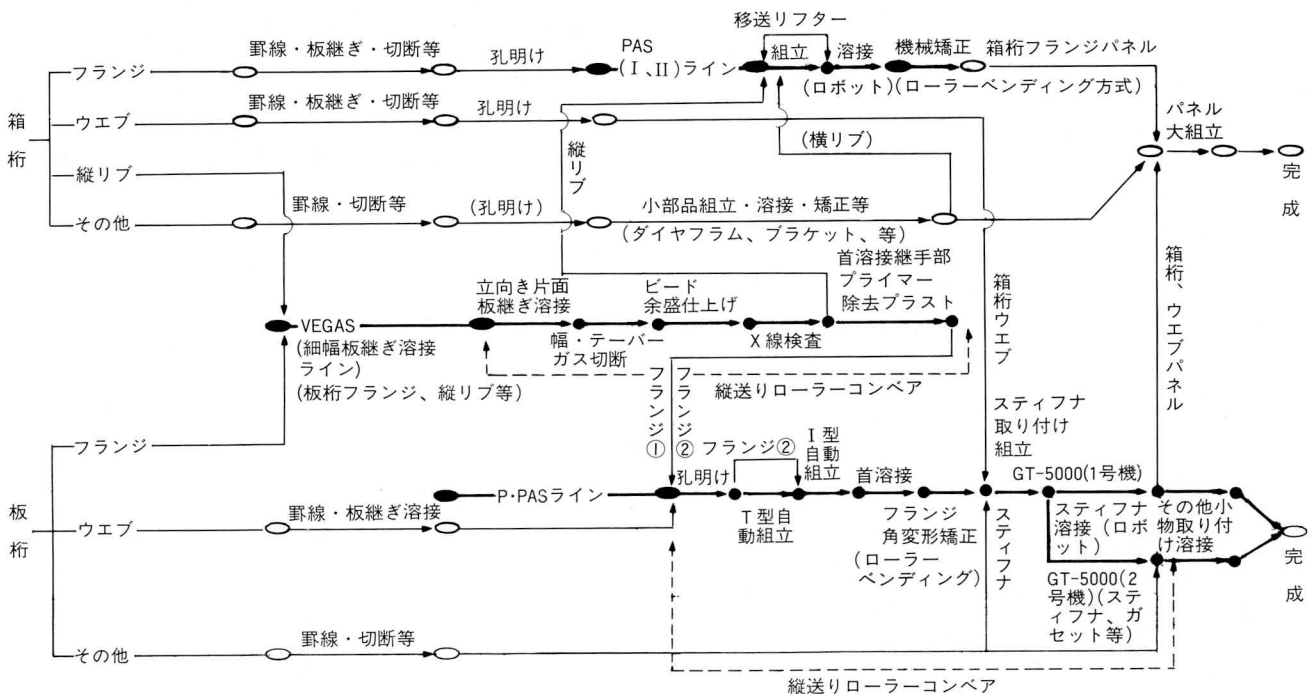 移送リフター
罫線・板継ぎ・切断等
孔明け
PAS
(Ⅰ、Ⅱ)ライン
組立
溶接
機械矯正
箱桁フランジパネル
フランジ
(ロボット)(ローラーベンディング方式)
罫線・板継ぎ・切断等
孔明け
ウエブ
箱桁
縦リブ
縦リブ
(横リブ)
パネル
大組立
完成
罫線・切断等
(孔明け)
小部品組立・溶接・矯正等
その他
(ダイヤフラム、ブラケット、等)
首溶接継手部
プライマー
除去ブラスト
立向き片面
板継ぎ溶接
ビード
余盛仕上げ
VEGAS
(細幅板継ぎ溶接
ライン)
(板桁フランジ、縦リブ等)
幅・テーパー
ガス切断
X線検査
箱桁ウエブ
箱桁、ウエブパネル
縦送りローラーコンベア
フランジ①
フランジ②
フランジ
フランジ②
I型
自動
組立
スティフナ
取り付け
組立
孔明け
首溶接
GT-5000(1号機)
P・PASライン
板桁
ウエブ
罫線・板継ぎ溶接
T型自
動組立
フランジ
角変形矯正
(ローラー
ベンディング)
スティフナ
スティフナ
溶接(ロボ
ット)
その他小
物取り付
け溶接
GT-5000(2
号機)(ステ
ィフナ、ガ
セット等)
完成
その他
罫線・切断等
縦送りローラーコンベア